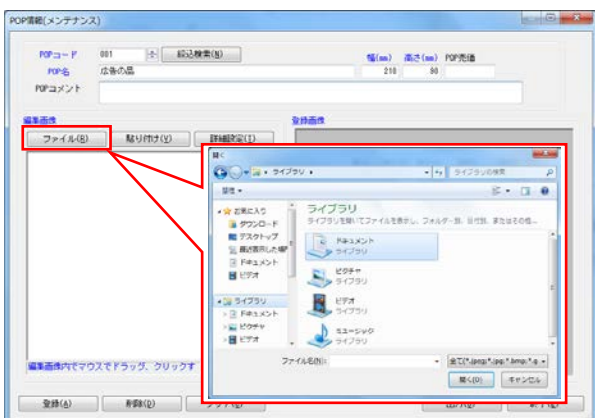 POP情報(メンテナンス)
POPコード 001 絞込検索(N) 幅(mm) 高さ(mm) POP売価
POP名 広告の品 210 90
POPコメント
編集画像 登録画像
ファイル(B) 貼り付け(V) 詳細設定(I)
開く
ライブラリ ライブラリの検索
整理
お気に入り
ダウンロード
デスクトップ
最近表示した場所
ドキュメント
ビデオ
ライブラリ
ドキュメント
ピクチャ
ビデオ
ライブラリ
ライブラリを開いてファイルを表示し、フォルダー別、日付別、またはその他...
ドキュメント
ライブラリ
ピクチャ
ライブラリ
ビデオ
ライブラリ
ミュージック
ライブラリ
ファイル名(N): 全て(*.jpeg;*.jpg;*.bmp;*.g
開く(O) キャンセル
編集画像内でマウスでドラッグ、クリックす
登録(A) 削除(D)